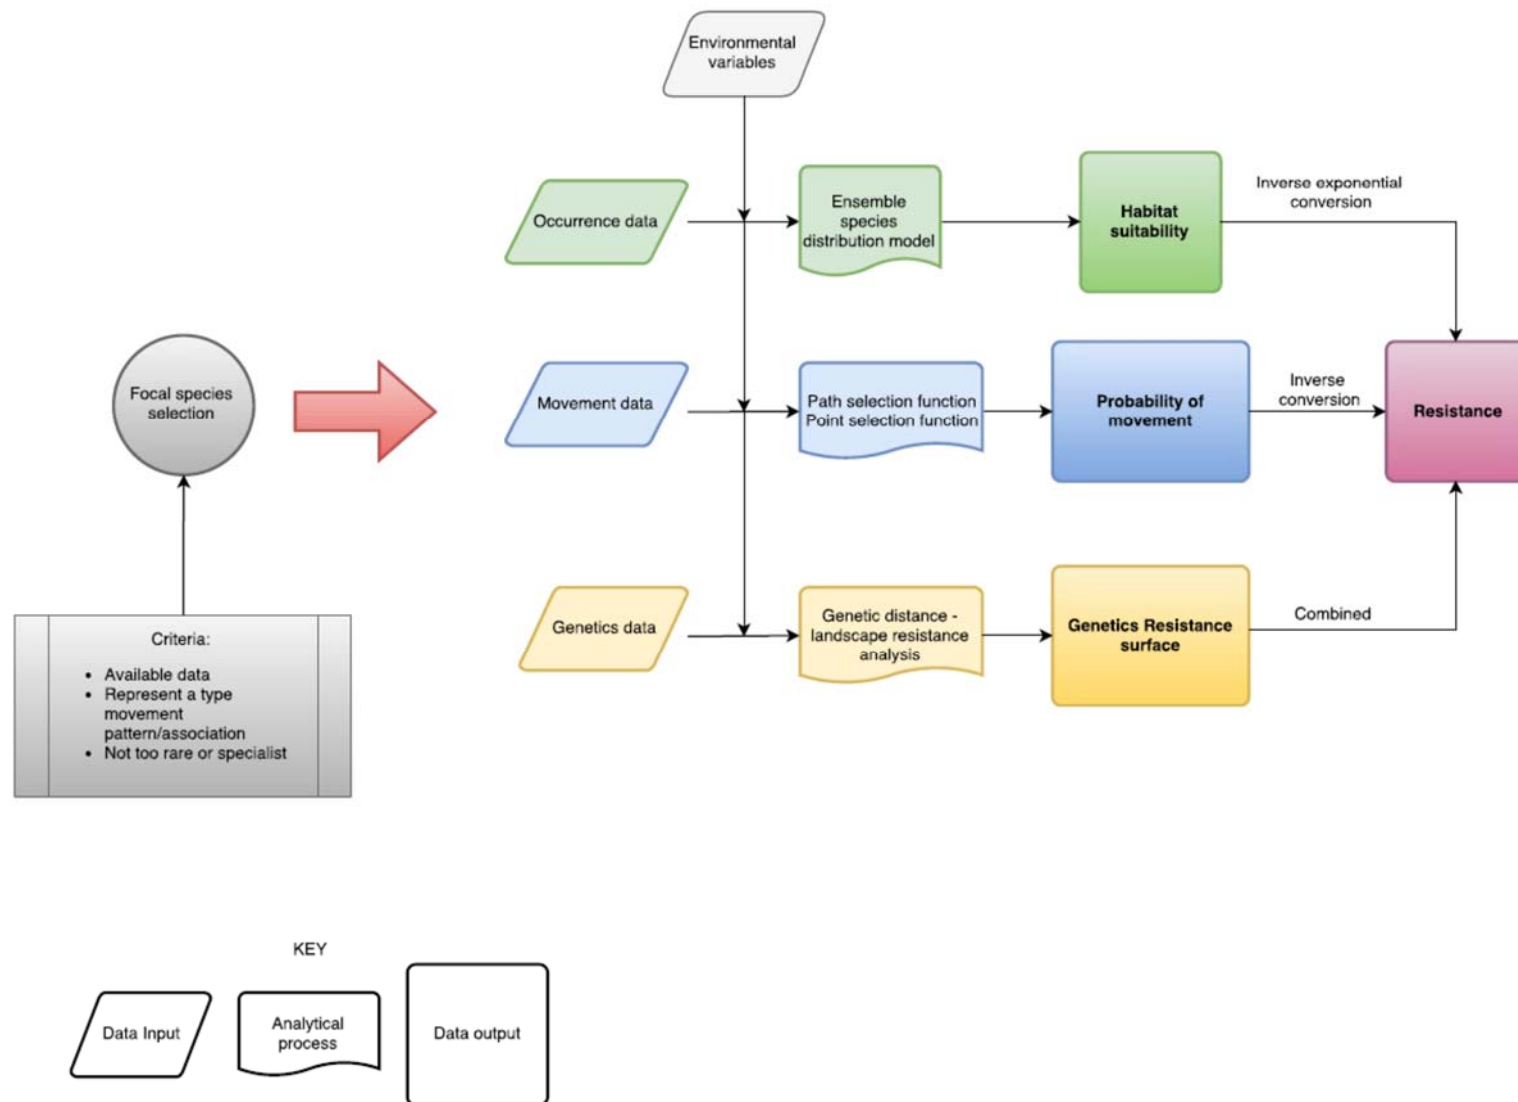 Environmental
variables
Occurrence data
Ensemble
species
distribution model
Habitat
suitability
Inverse exponential
conversion
Focal species
selection
Movement data
Path selection function
Point selection function
Probability of
movement
Inverse
conversion
Resistance
Criteria:
• Available data
• Represent a type
movement
pattern/association
• Not too rare or specialist
Genetics data
Genetic distance -
landscape resistance
analysis
Genetics Resistance
surface
Combined
KEY
Data Input
Analytical
process
Data output